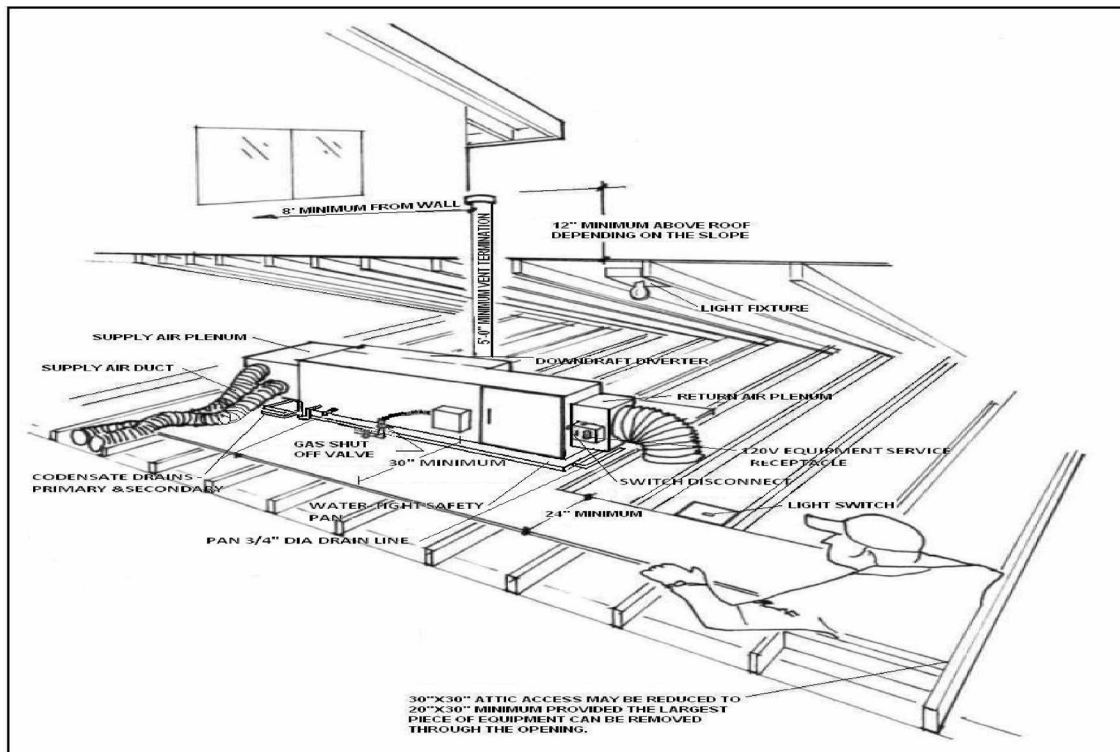 8' MINIMUM FROM WALL
5'-0" MINIMUM VENT TERMINATION
12" MINIMUM ABOVE ROOF
DEPENDING ON THE SLOPE
LIGHT FIXTURE
SUPPLY AIR PLENUM
DOWNDRAFT DIVERTER
SUPPLY AIR DUCT
RETURN AIR PLENUM
GAS SHUT
OFF VALVE
30" MINIMUM
120V EQUIPMENT SERVICE
RECEPTACLE
CODENSATE DRAINS -
PRIMARY & SECONDARY
SWITCH DISCONNECT
WATER-TIGHT SAFETY
PAN
24" MINIMUM
LIGHT SWITCH
PAN 3/4" DIA DRAIN LINE
30"X30" ATTIC ACCESS MAY BE REDUCED TO
20"X30" MINIMUM PROVIDED THE LARGEST
PIECE OF EQUIPMENT CAN BE REMOVED
THROUGH THE OPENING.